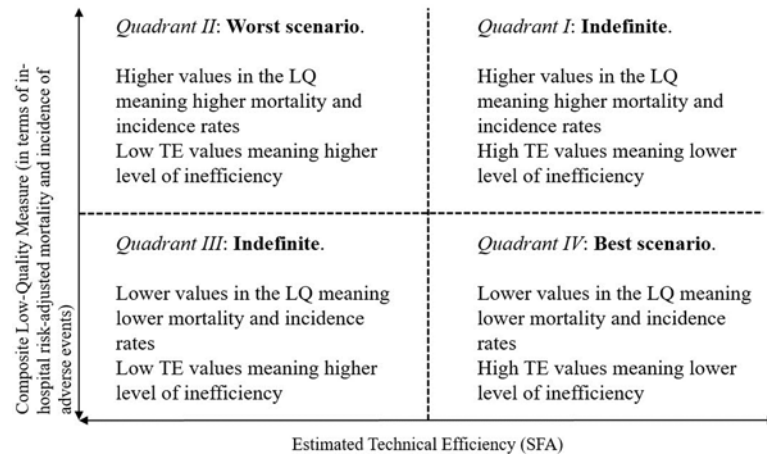 Composite Low-Quality Measure (in terms of in-
hospital risk-adjusted mortality and incidence of
adverse events)
Quadrant II: Worst scenario.
Higher values in the LQ
meaning higher mortality and
incidence rates
Low TE values meaning higher
level of inefficiency
Quadrant I: Indefinite.
Higher values in the LQ
meaning higher mortality and
incidence rates
High TE values meaning lower
level of inefficiency
Quadrant III: Indefinite.
Lower values in the LQ meaning
lower mortality and incidence
rates
Low TE values meaning higher
level of inefficiency
Quadrant IV: Best scenario.
Lower values in the LQ meaning
lower mortality and incidence
rates
High TE values meaning lower
level of inefficiency
Estimated Technical Efficiency (SFA)